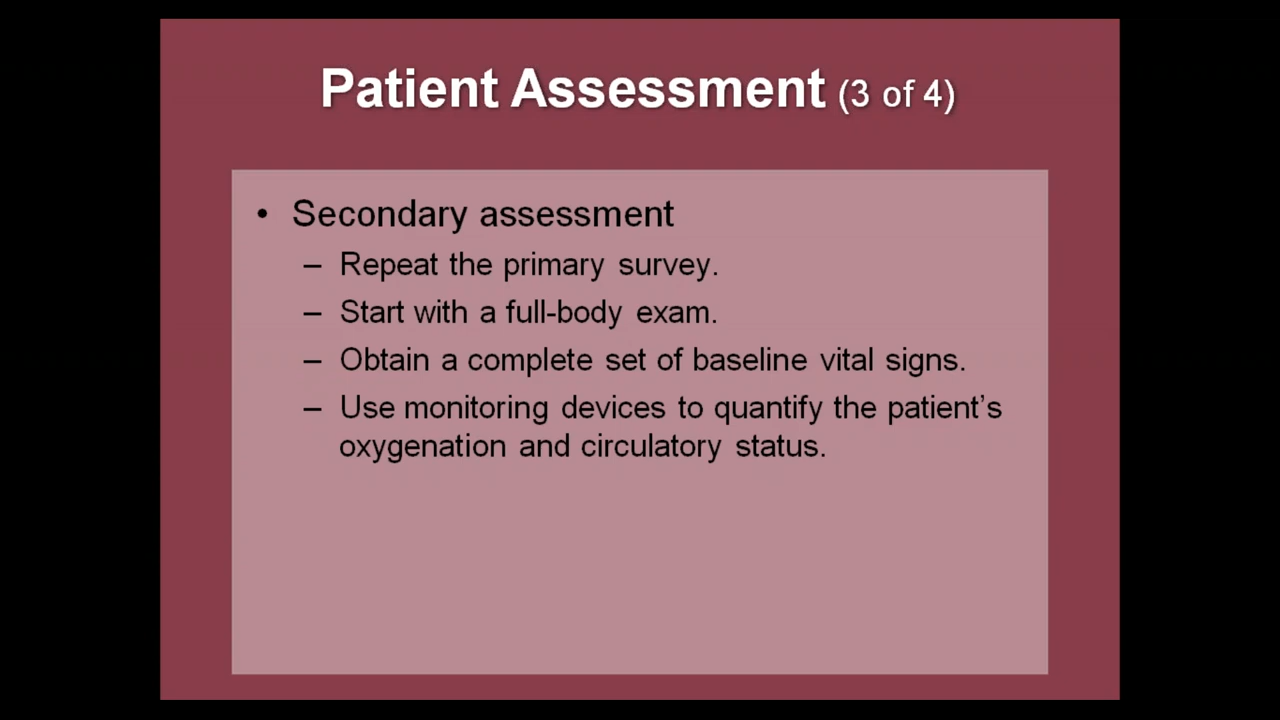 Patient Assessment (3 of 4)
• Secondary assessment
– Repeat the primary survey.
– Start with a full-body exam.
– Obtain a complete set of baseline vital signs.
– Use monitoring devices to quantify the patient’s
oxygenation and circulatory status.